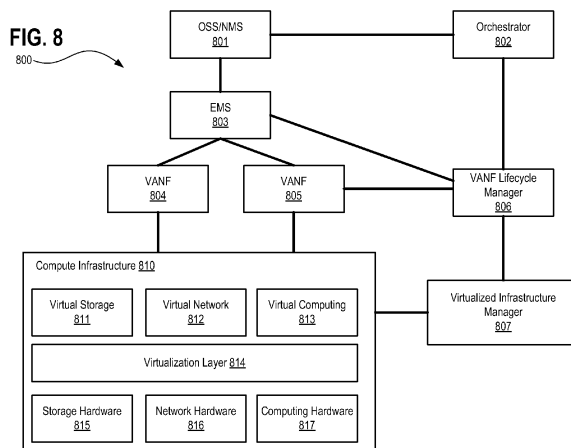 FIG. 8
800
OSS/NMS
801
Orchestrator
802
EMS
803
VANF
804
VANF
805
VANF Lifecycle
Manager
806
Compute Infrastructure 810
Virtual Storage
811
Virtual Network
812
Virtual Computing
813
Virtualized Infrastructure
Manager
807
Virtualization Layer 814
Storage Hardware
815
Network Hardware
816
Computing Hardware
817